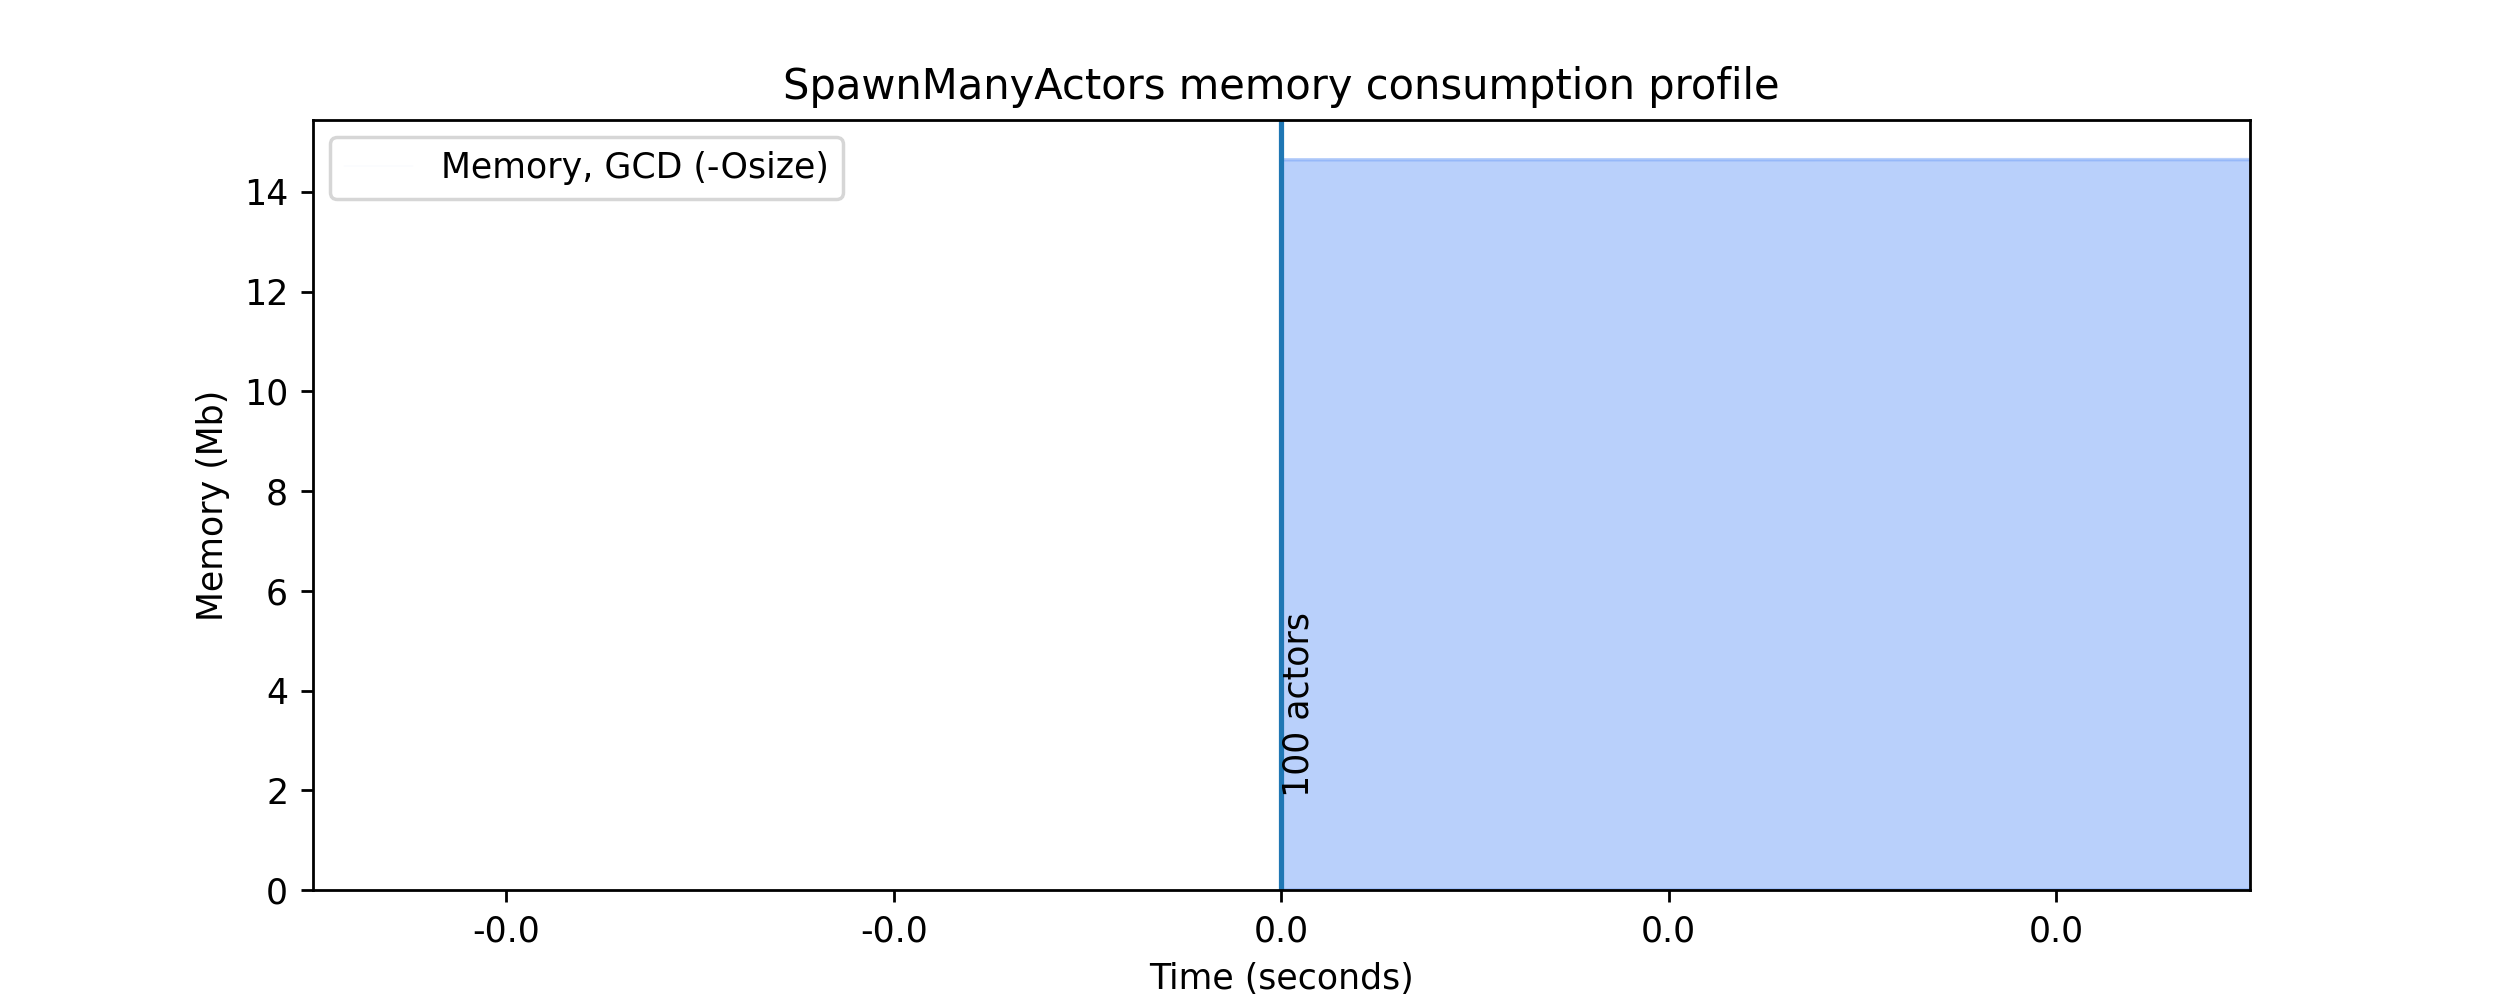 SpawnManyActors memory consumption profile
Memory, GCD (-Osize)
Memory (Mb)
14
12
10
8
6
4
2
0
100 actors
-0.0
-0.0
0.0
0.0
0.0
Time (seconds)